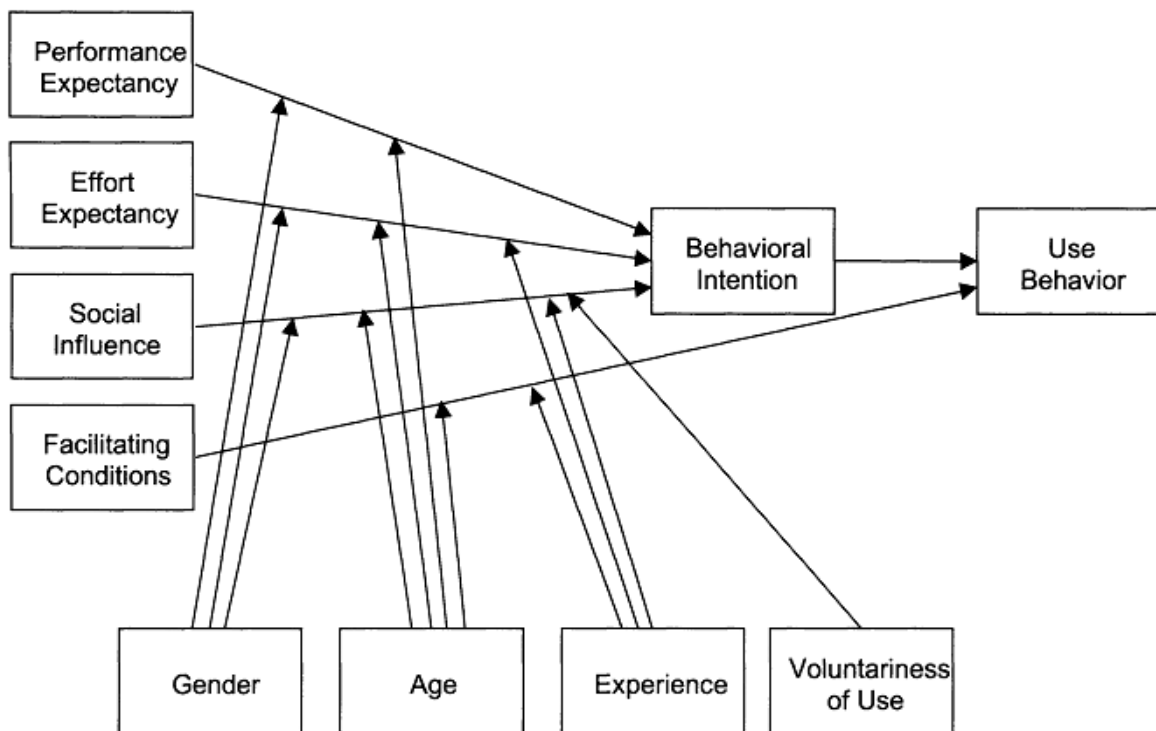 Performance
Expectancy
Effort
Expectancy
Social
Influence
Facilitating
Conditions
Behavioral
Intention
Use
Behavior
Gender
Age
Experience
Voluntariness
of Use